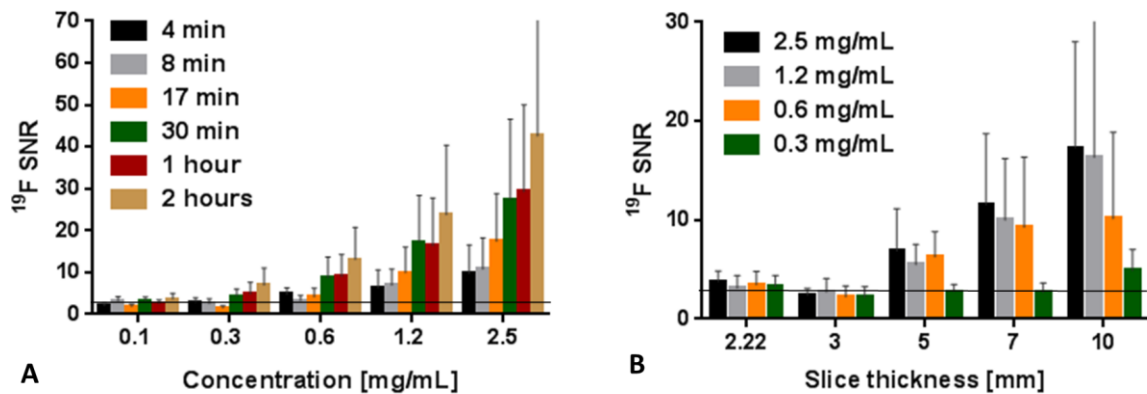 70
60
50
40
30
20
10
0
¹⁹F SNR
4 min
8 min
17 min
30 min
1 hour
2 hours
0.1 0.3 0.6 1.2 2.5
Concentration [mg/mL]
A
30
20
10
0
¹⁹F SNR
2.5 mg/mL
1.2 mg/mL
0.6 mg/mL
0.3 mg/mL
2.22 3 5 7 10
Slice thickness [mm]
B